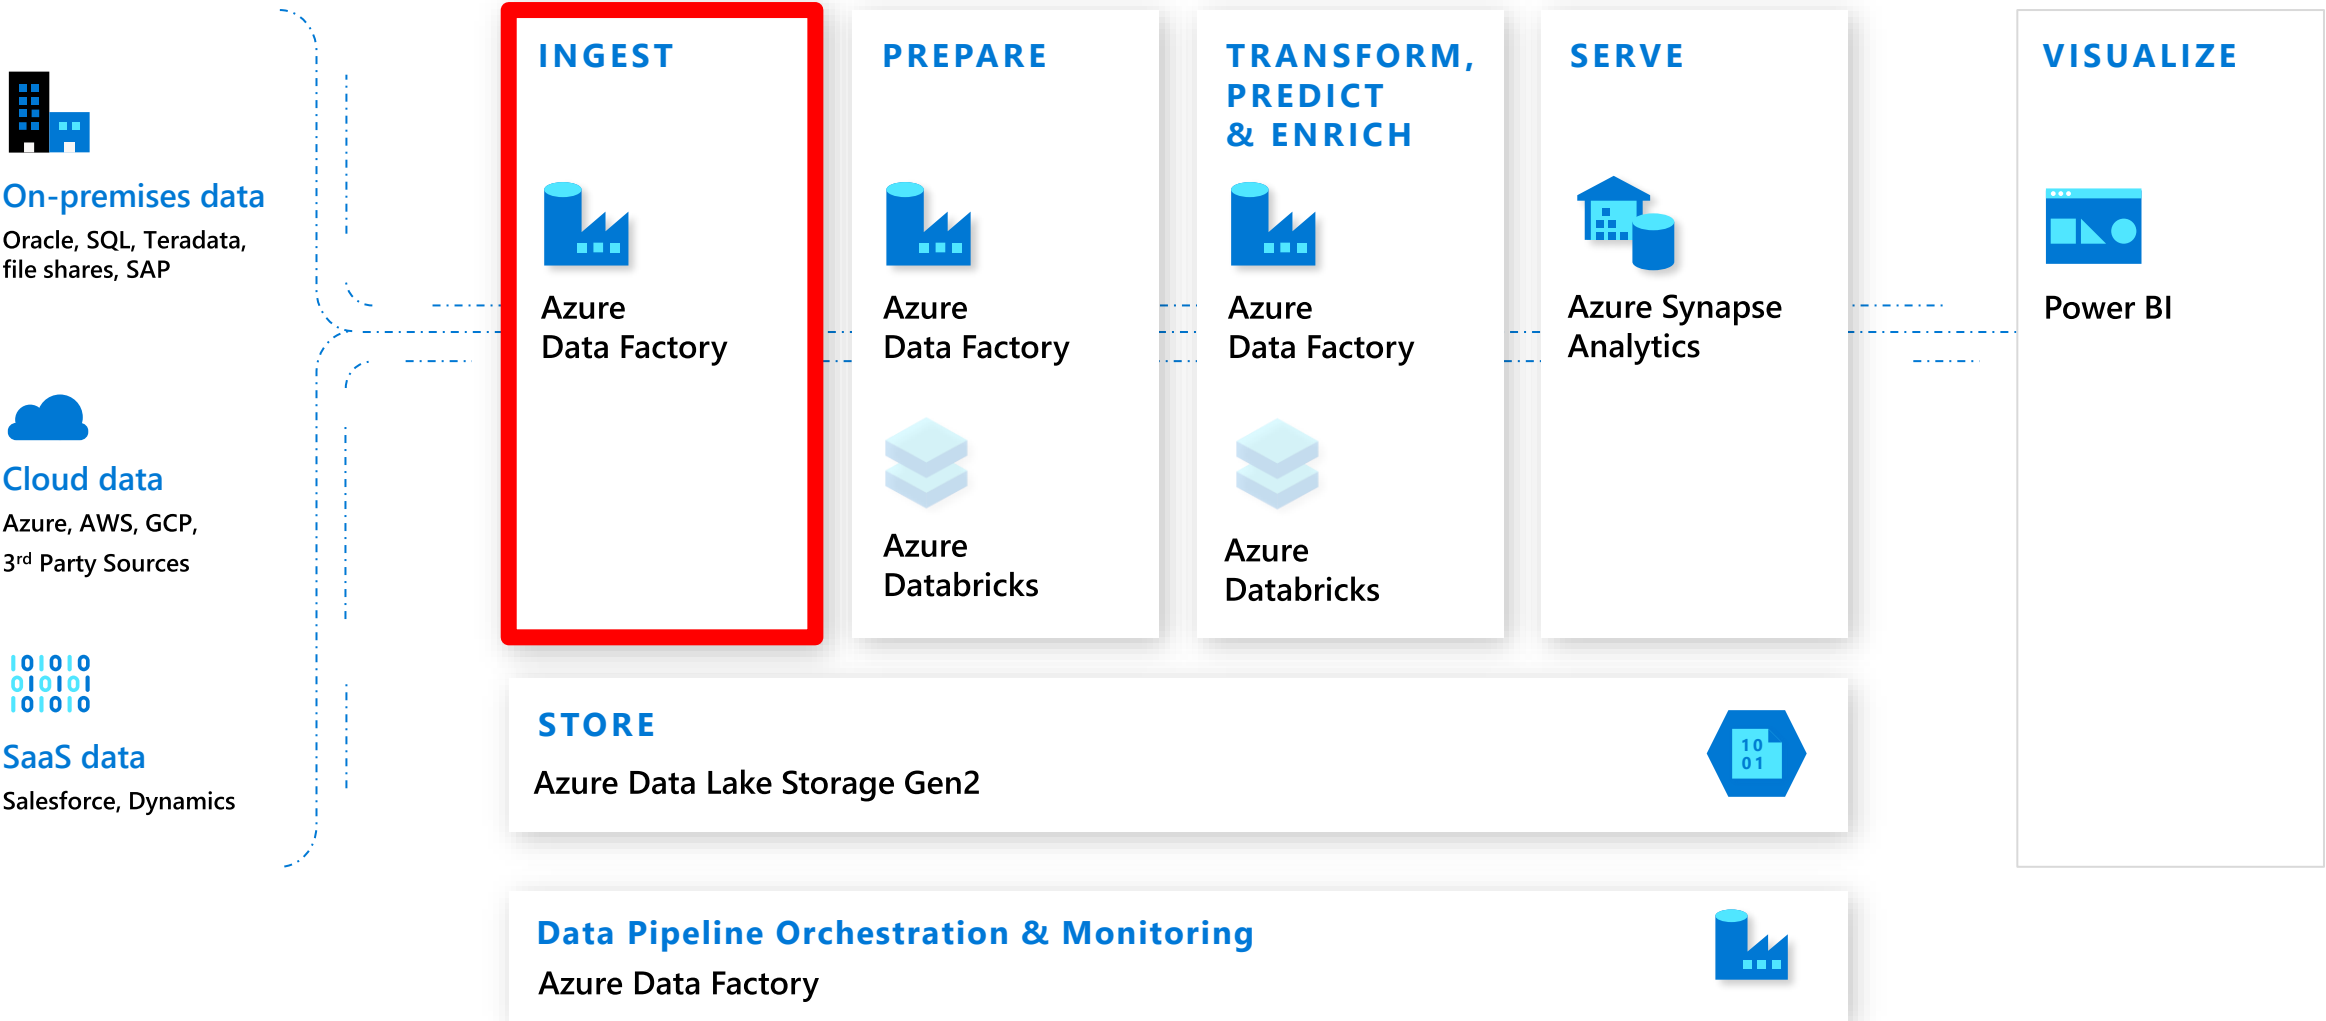 On-premises data
Oracle, SQL, Teradata,
file shares, SAP
Cloud data
Azure, AWS, GCP,
3rd Party Sources
101010
010101
101010
SaaS data
Salesforce, Dynamics
INGEST
Azure
Data Factory
PREPARE
Azure
Data Factory
Azure
Databricks
TRANSFORM,
PREDICT
& ENRICH
Azure
Data Factory
Azure
Databricks
SERVE
Azure Synapse
Analytics
VISUALIZE
Power BI
STORE
Azure Data Lake Storage Gen2
10
01
Data Pipeline Orchestration & Monitoring
Azure Data Factory